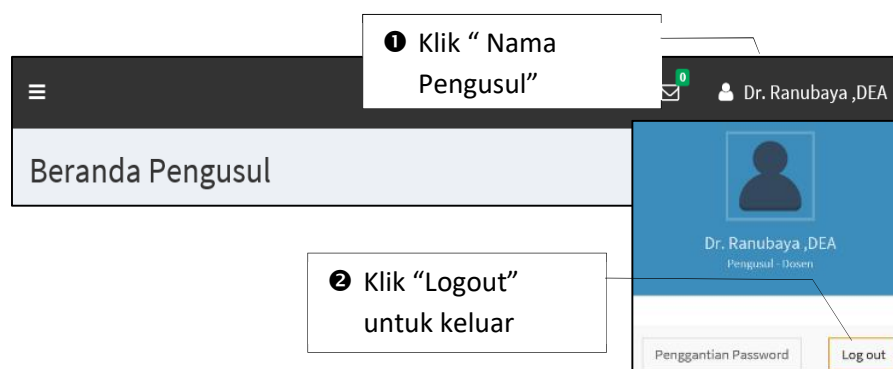 ❶ Klik “ Nama
Pengusul”
0
Dr. Ranubaya ,DEA
Beranda Pengusul
Dr. Ranubaya ,DEA
Pengusul - Dosen
❷ Klik “Logout”
untuk keluar
Penggantian Password
Log out